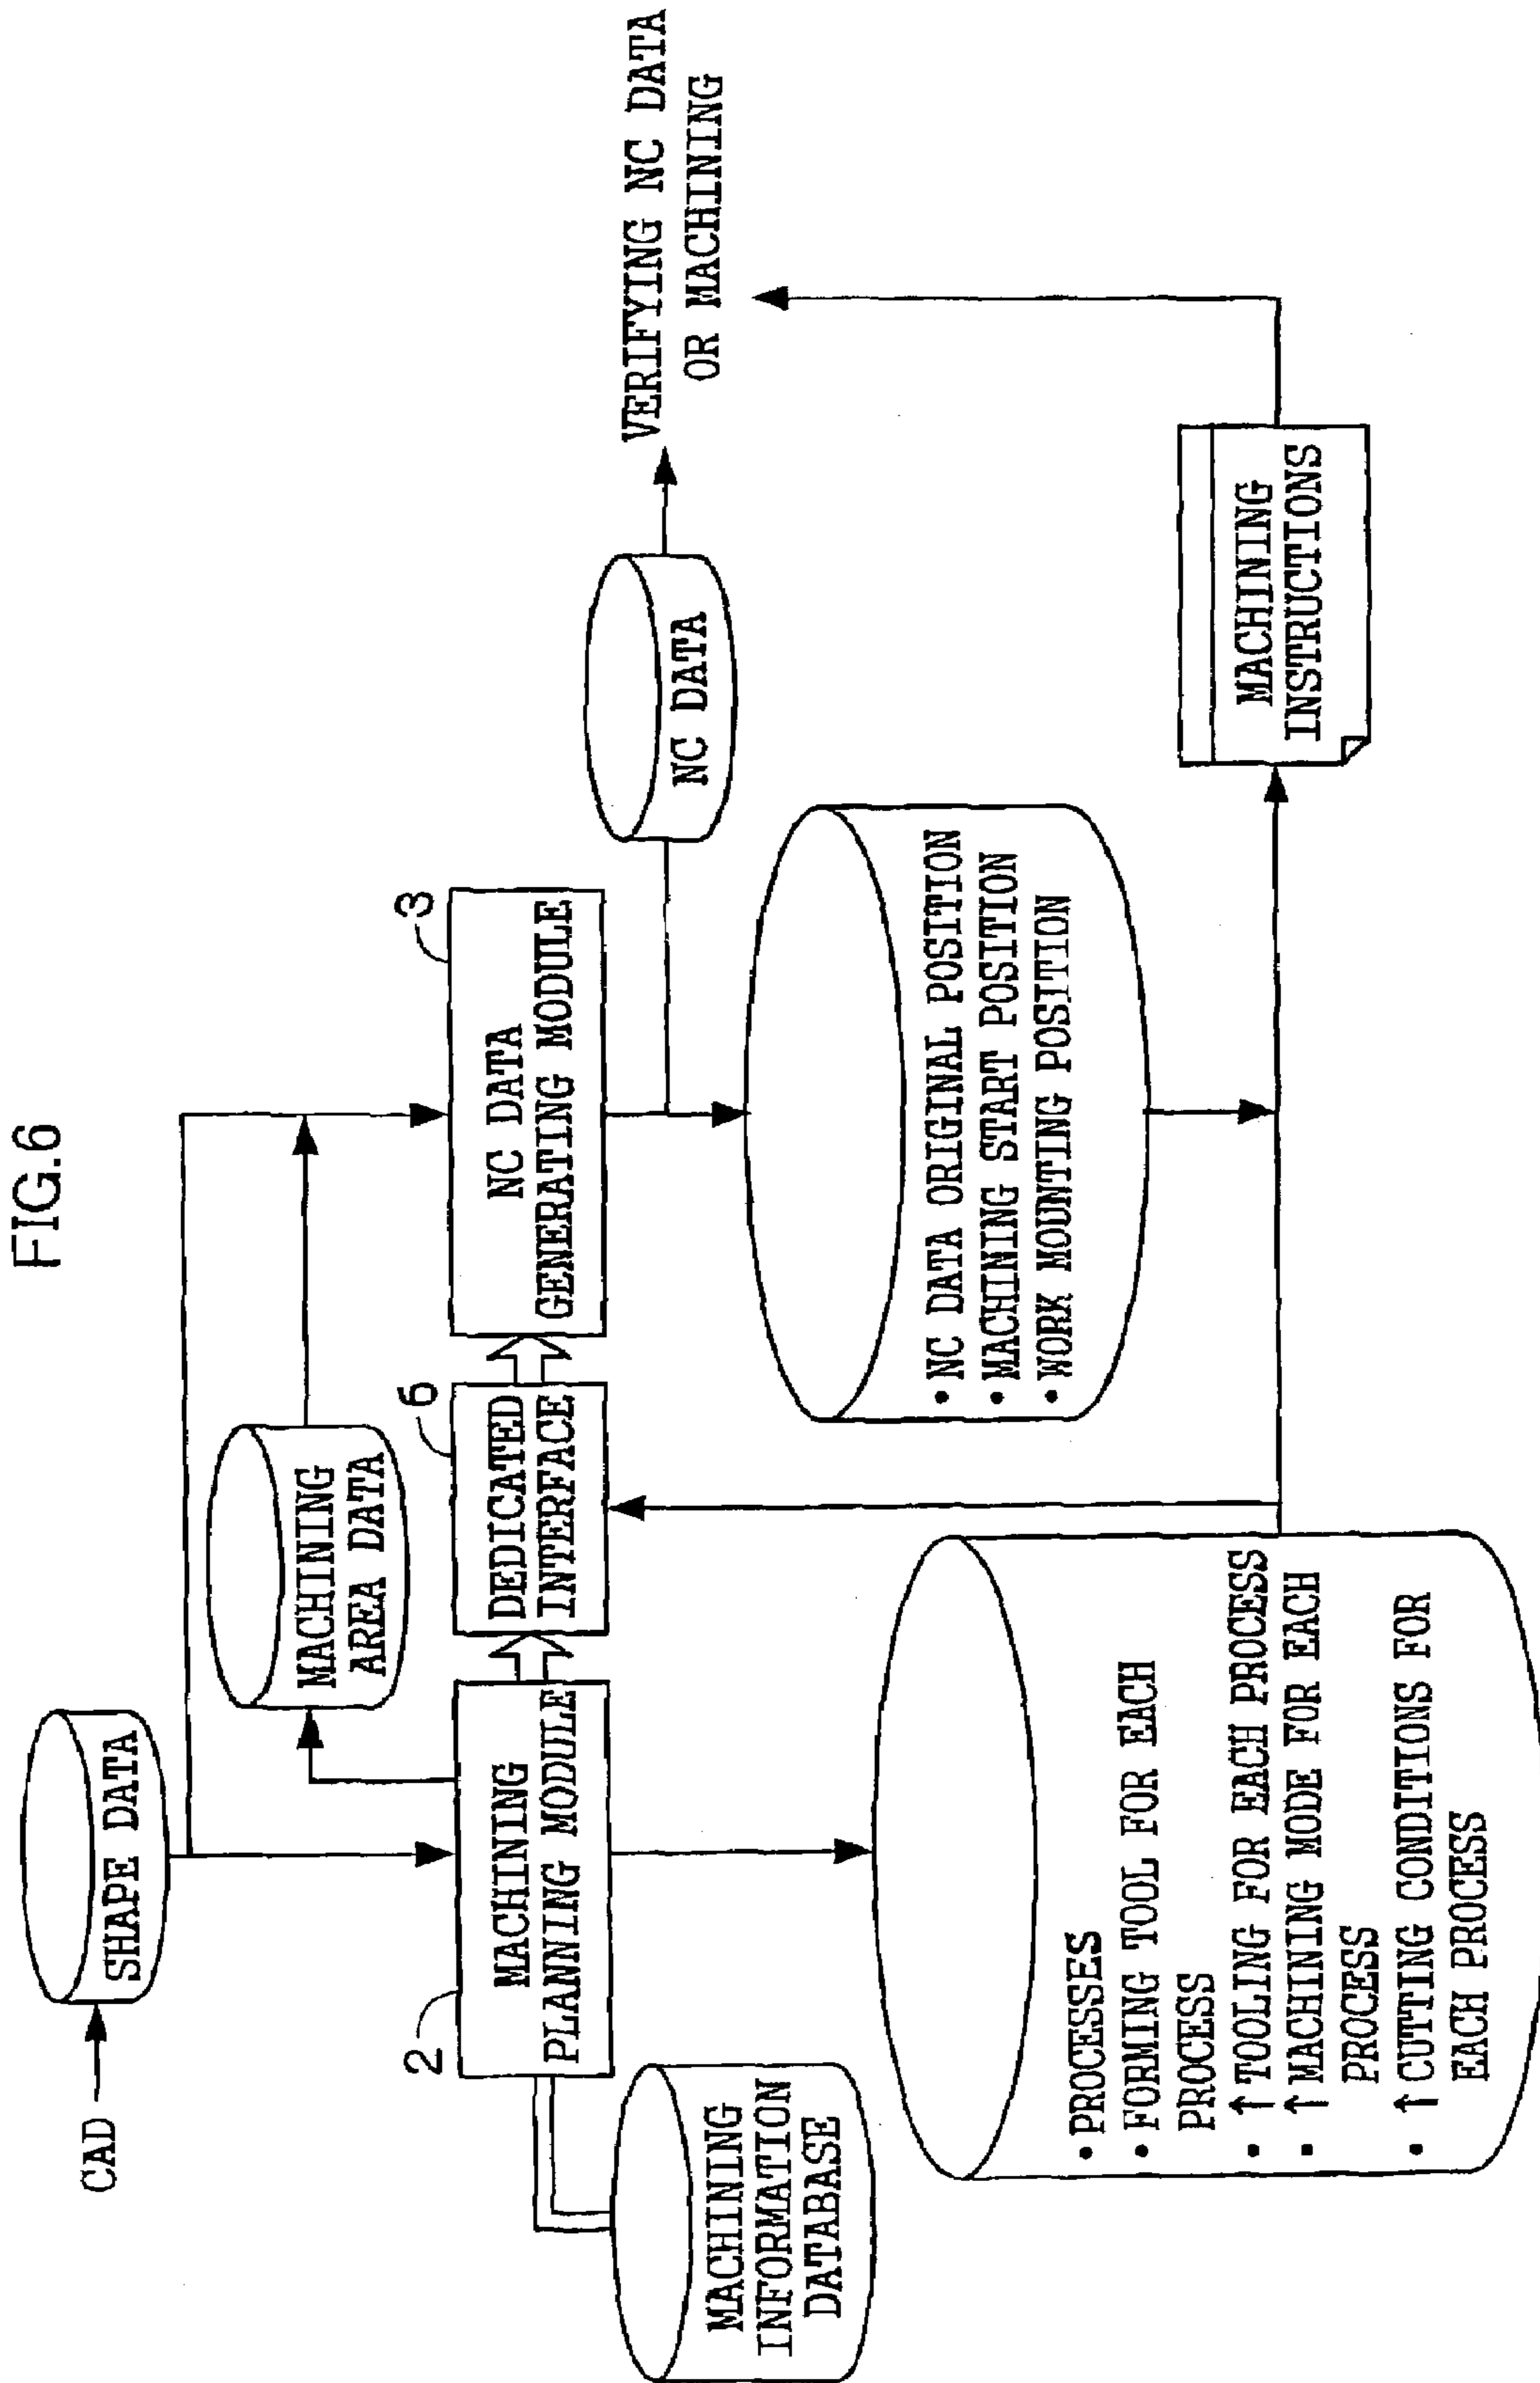 FIG.6
CAD
SHAPE DATA
MACHINING
AREA DATA
2
MACHINING
PLANNING MODULE
6
DEDICATED
INTERFACE
3
NC DATA
GENERATING MODULE
MACHINING
INFORMATION
DATABASE
NC DATA
VERIFYING NC DATA
OR MACHINING
• PROCESSES
• FORMING TOOL FOR EACH
PROCESS
• ↑ TOOLING FOR EACH PROCESS
• ↑ MACHINING MODE FOR EACH
PROCESS
• ↑ CUTTING CONDITIONS FOR
EACH PROCESS
• NC DATA ORIGINAL POSITION
• MACHINING START POSITION
• WORK MOUNTING POSITION
MACHINING
INSTRUCTIONS